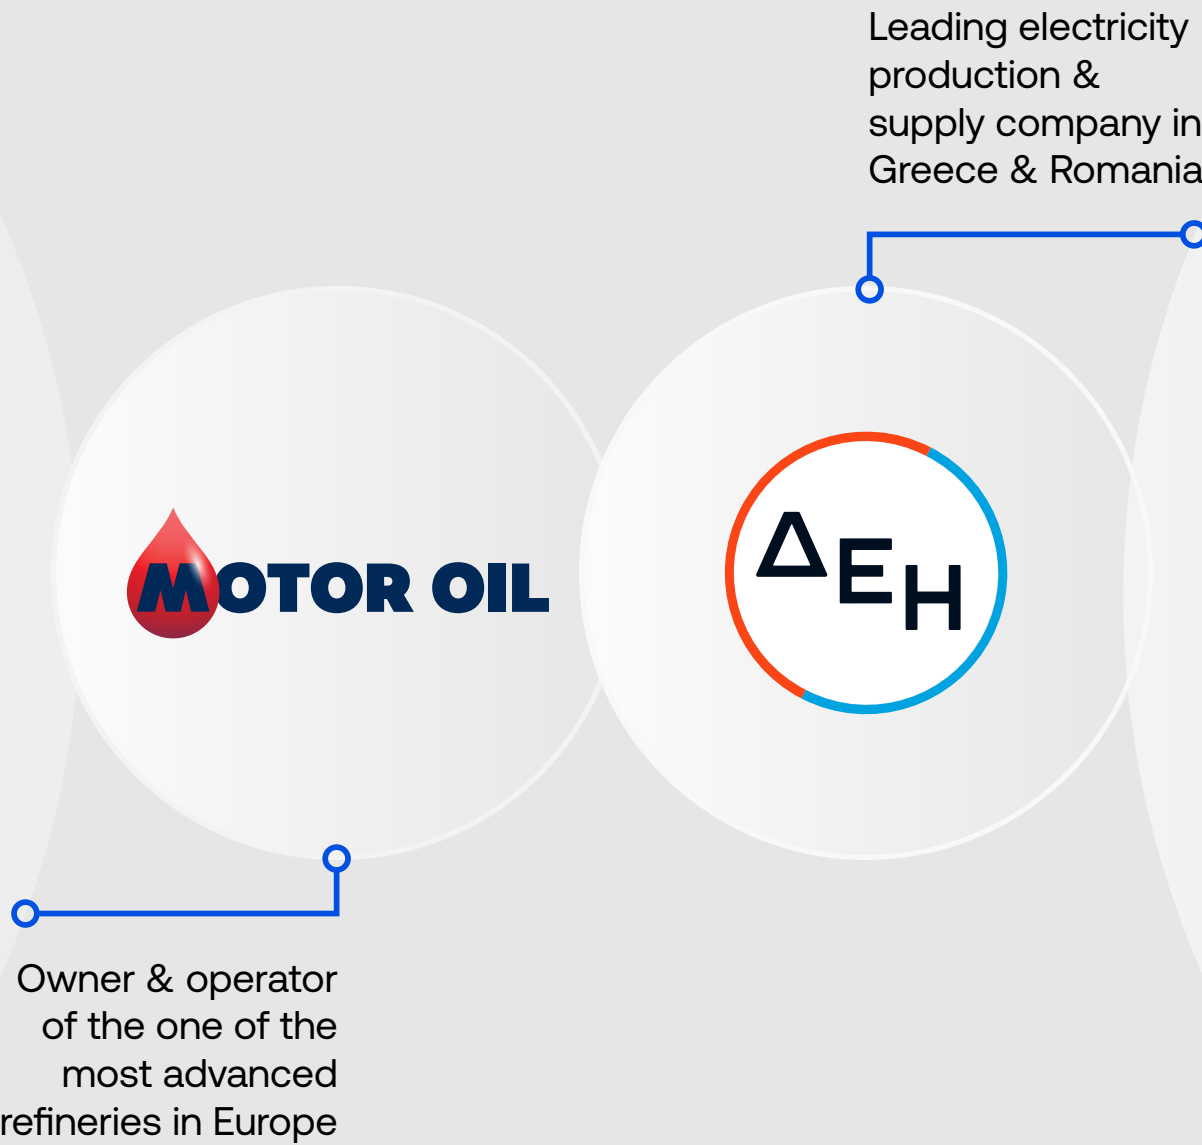 Leading electricity
production &
supply company in
Greece & Romania
MOTOR OIL
ΔΕΗ
Owner & operator
of the one of the
most advanced
refineries in Europe